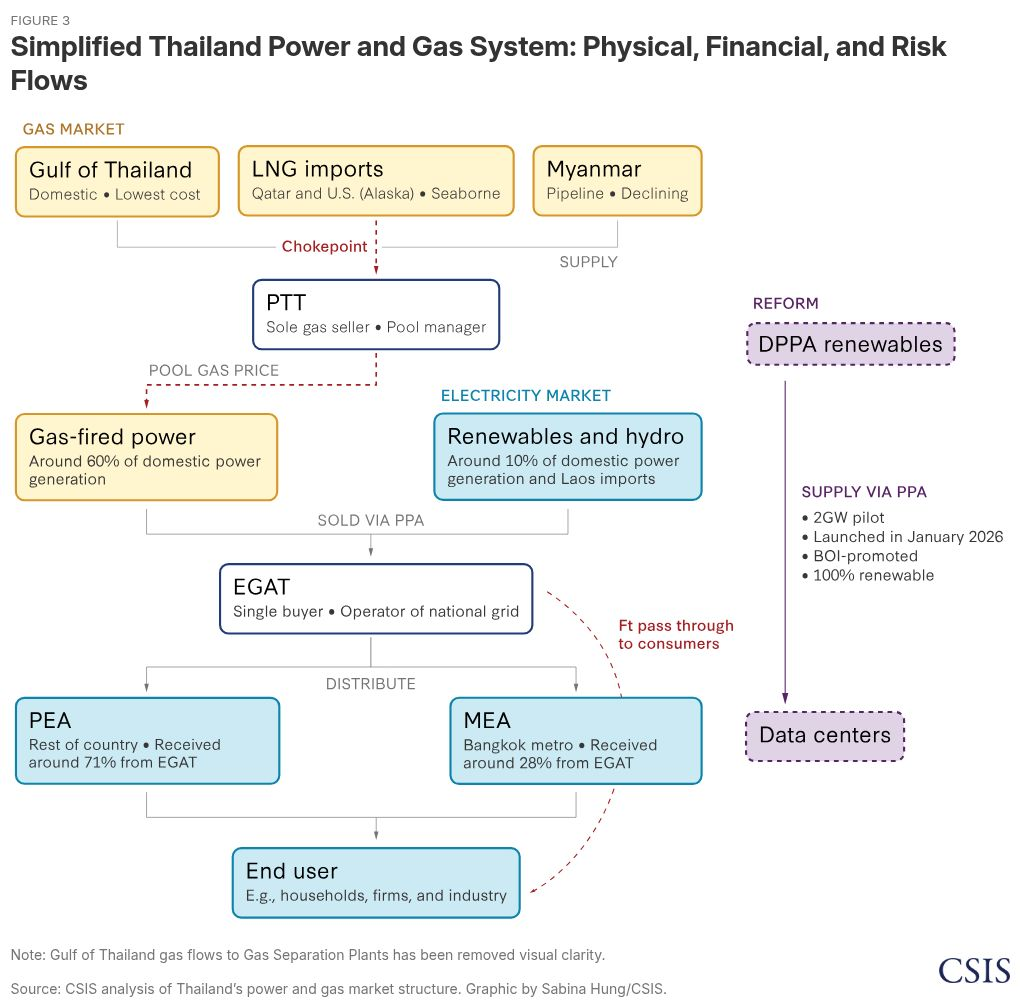 FIGURE 3
Simplified Thailand Power and Gas System: Physical, Financial, and Risk
Flows
GAS MARKET
Gulf of Thailand
Domestic • Lowest cost
LNG imports
Qatar and U.S. (Alaska) • Seaborne
Myanmar
Pipeline • Declining
Chokepoint
SUPPLY
PTT
Sole gas seller • Pool manager
REFORM
DPPA renewables
POOL GAS PRICE
ELECTRICITY MARKET
Gas-fired power
Around 60% of domestic power
generation
Renewables and hydro
Around 10% of domestic power
generation and Laos imports
SUPPLY VIA PPA
• 2GW pilot
• Launched in January 2026
• BOI-promoted
• 100% renewable
SOLD VIA PPA
EGAT
Single buyer • Operator of national grid
Ft pass through
to consumers
DISTRIBUTE
PEA
Rest of country • Received
around 71% from EGAT
MEA
Bangkok metro • Received
around 28% from EGAT
Data centers
End user
E.g., households, firms, and industry
Note: Gulf of Thailand gas flows to Gas Separation Plants has been removed visual clarity.
Source: CSIS analysis of Thailand's power and gas market structure. Graphic by Sabina Hung/CSIS.
CSIS